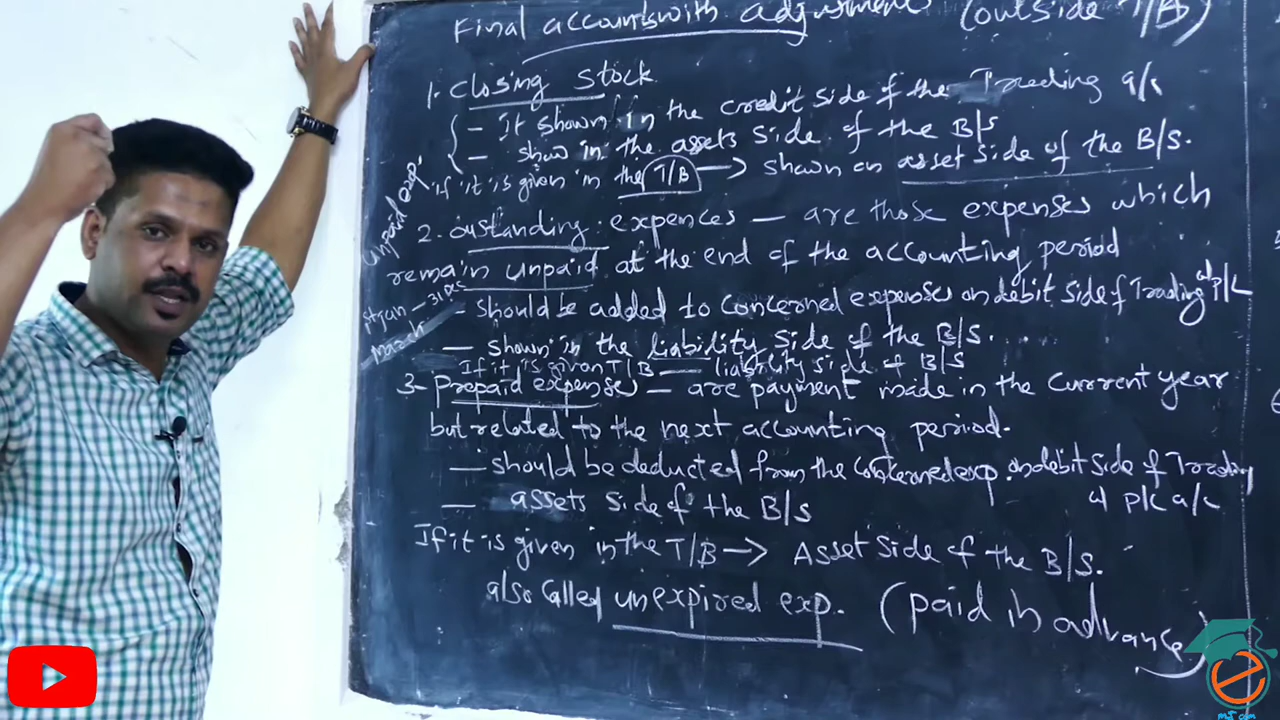 Final accounts with adjustment (outside T/B)
1. Closing Stock
- It shown in the credit side of the Trading a/c
- show in the assets side of the B/S
if it is given in the T/B → shown on asset side of the B/S.
unpaid exp.
2. oustanding expences — are those expenses which
remain unpaid at the end of the accounting period
- should be added to concerned expenses on debit side of Trading
— shown in the liability side of the B/S.....
March
If it is given T/B — liability side of B/S
3- prepaid expenses — are payment made in the current year
but related to the next accounting period.
— should be deducted from the concerned exp. on debit side of Trading
P/L a/c
— assets side of the B/S
If it is given in the T/B → Asset side of the B/S.
also called unexpired exp. (paid in advance)